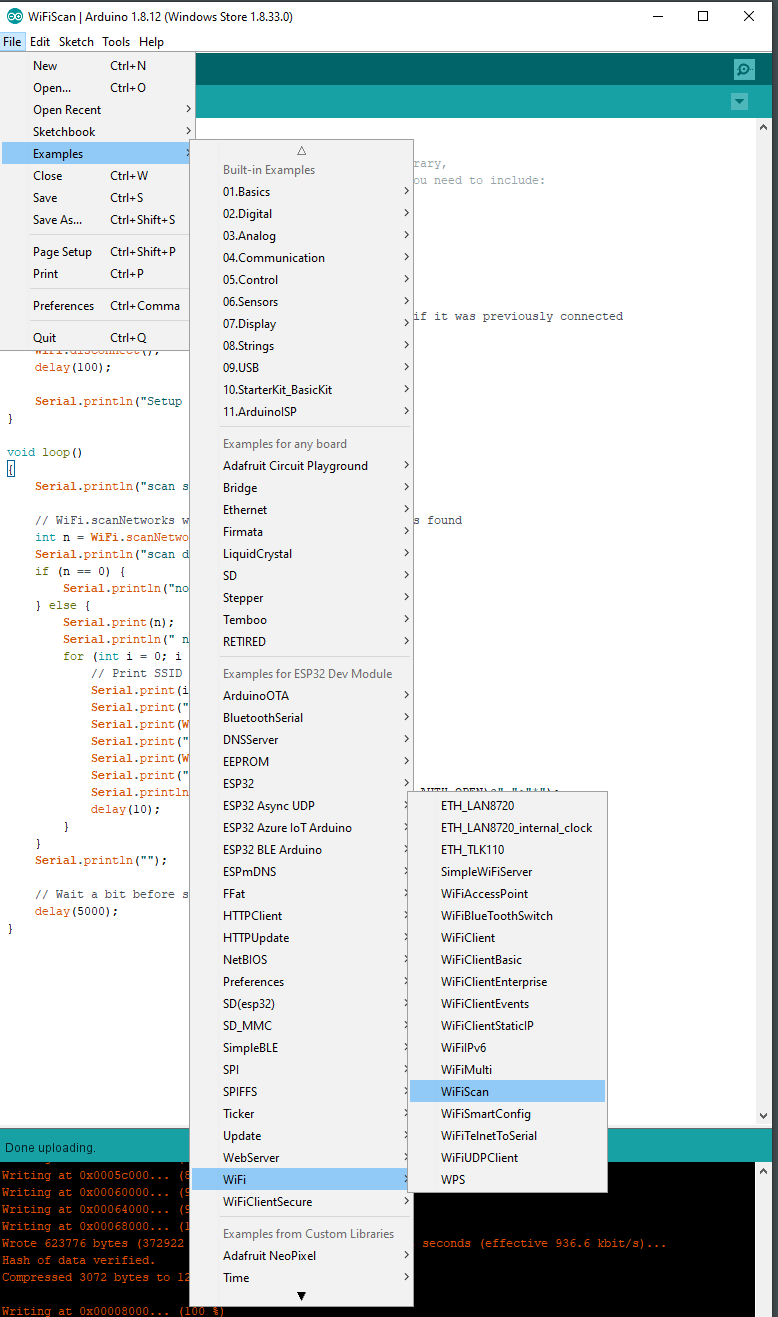 WiFiScan | Arduino 1.8.12 (Windows Store 1.8.33.0)
File Edit Sketch Tools Help
New Ctrl+N
Open... Ctrl+O
Open Recent
Sketchbook
Examples
Close Ctrl+W
Save Ctrl+S
Save As... Ctrl+Shift+S
Page Setup Ctrl+Shift+P
Print Ctrl+P
Preferences Ctrl+Comma
Quit Ctrl+Q
Built-in Examples
01.Basics
02.Digital
03.Analog
04.Communication
05.Control
06.Sensors
07.Display
08.Strings
09.USB
10.StarterKit_BasicKit
11.ArduinoISP
Examples for any board
Adafruit Circuit Playground
Bridge
Ethernet
Firmata
LiquidCrystal
SD
Stepper
Temboo
RETIRED
Examples for ESP32 Dev Module
ArduinoOTA
BluetoothSerial
DNSServer
EEPROM
ESP32
ESP32 Async UDP
ESP32 Azure IoT Arduino
ESP32 BLE Arduino
ESPmDNS
FFat
HTTPClient
HTTPUpdate
NetBIOS
Preferences
SD(esp32)
SD_MMC
SimpleBLE
SPI
SPIFFS
Ticker
Update
WebServer
WiFi
WiFiClientSecure
Examples from Custom Libraries
Adafruit NeoPixel
Time
ETH_LAN8720
ETH_LAN8720_internal_clock
ETH_TLK110
SimpleWiFiServer
WiFiAccessPoint
WiFiBlueToothSwitch
WiFiClient
WiFiClientBasic
WiFiClientEnterprise
WiFiClientEvents
WiFiClientStaticIP
WiFiIPv6
WiFiMulti
WiFiScan
WiFiSmartConfig
WiFiTelnetToSerial
WiFiUDPClient
WPS
rary,
ou need to include:
if it was previously connected
WiFi.disconnect();
delay(100);
Serial.println("Setup
}
void loop()
{
Serial.println("scan s
// WiFi.scanNetworks w s found
int n = WiFi.scanNetwo
Serial.println("scan d
if (n == 0) {
Serial.println("no
} else {
Serial.print(n);
Serial.println(" n
for (int i = 0; i
// Print SSID
Serial.print(i
Serial.print("
Serial.print(W
Serial.print("
Serial.print(W
Serial.print("
Serial.println
delay(10);
}
}
Serial.println("");
// Wait a bit before s
delay(5000);
}
Done uploading.
Writing at 0x0005c000... (8
Writing at 0x00060000... (9
Writing at 0x00064000... (9
Writing at 0x00068000... (1
Wrote 623776 bytes (372922 seconds (effective 936.6 kbit/s)...
Hash of data verified.
Compressed 3072 bytes to 12
Writing at 0x00008000... (100 %)